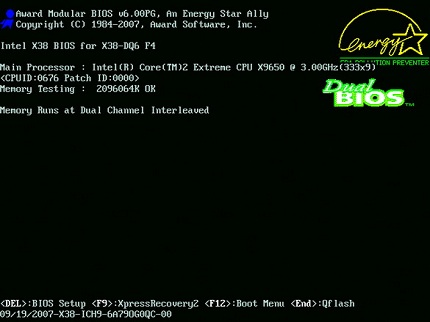 Award Modular BIOS v6.00PG, An Energy Star Ally
Copyright (C) 1984-2007, Award Software, Inc.
energy
EPA POLLUTION PREVENTER
Intel X38 BIOS for X38-DQ6 F4
Main Processor : Intel(R) Core(TM)2 Extreme CPU X9650 @ 3.00GHz(333x9)
<CPUID:0676 Patch ID:0000>
Memory Testing :  2096064K OK
Dual
BIOS™
Memory Runs at Dual Channel Interleaved
<DEL>:BIOS Setup <F9>:XpressRecovery2 <F12>:Boot Menu <End>:Qflash
09/19/2007-X38-ICH9-6A790G0QC-00